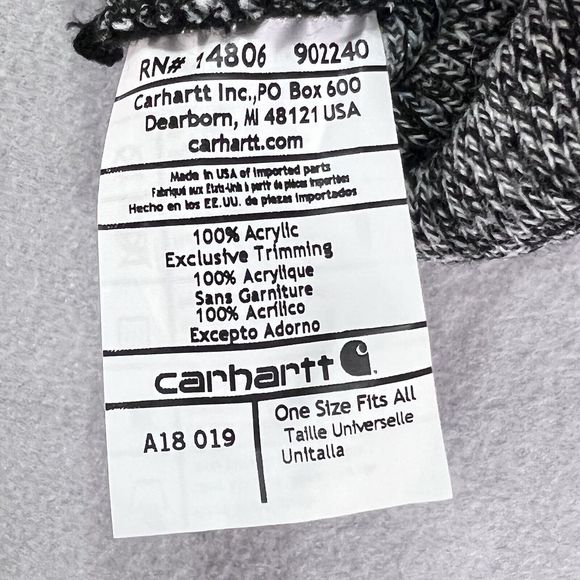 RN# 14806 902240
Carhartt Inc.,PO Box 600
Dearborn, MI 48121 USA
carhartt.com
Made in USA of imported parts
Fabriqué aux États-Unis à partir de pièces importées
Hecho en los EE.UU. de piezas importados
100% Acrylic
Exclusive Trimming
100% Acrylique
Sans Garniture
100% Acrílico
Excepto Adorno
carhartt
A18 019
One Size Fits All
Taille Universelle
Unitalla